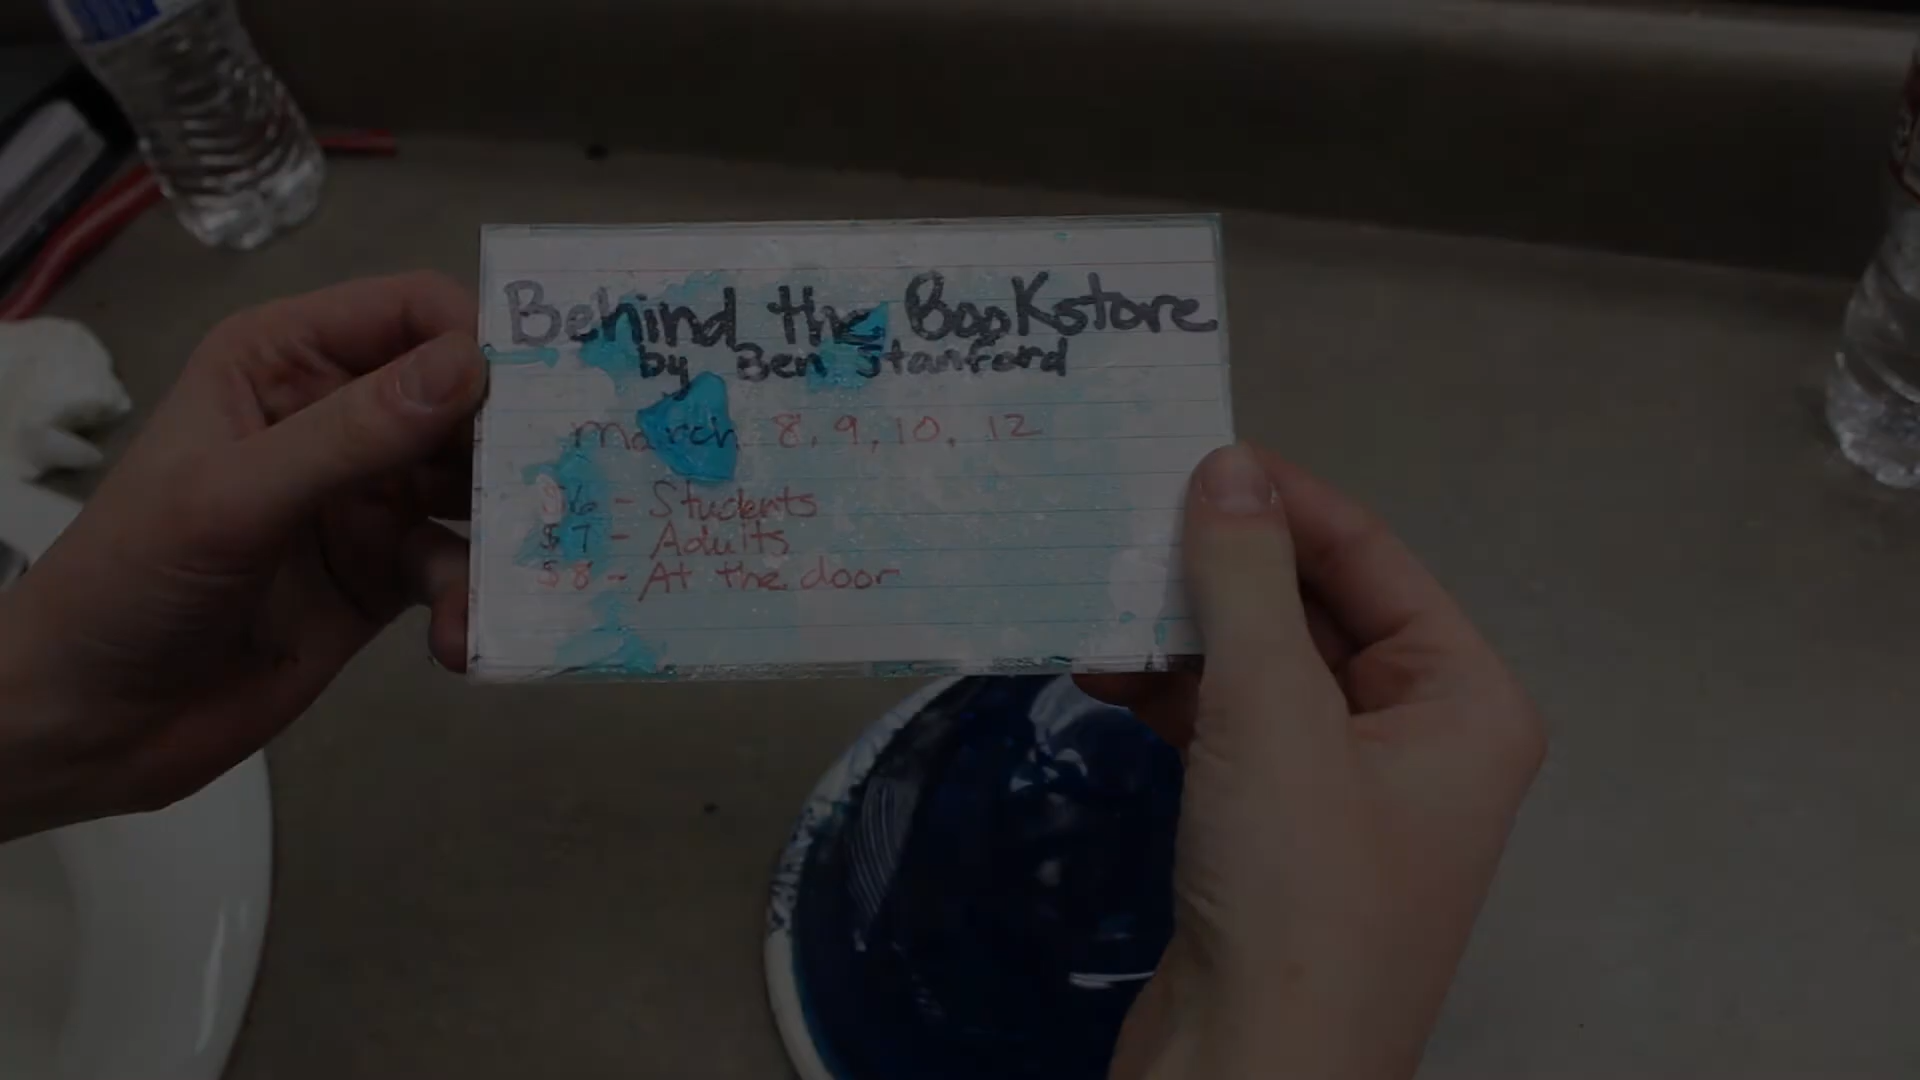 Behind the Bookstore
by Ben Stanford
March 8, 9, 10, 12
$6 - Students
$7 - Adults
$8 - At the door